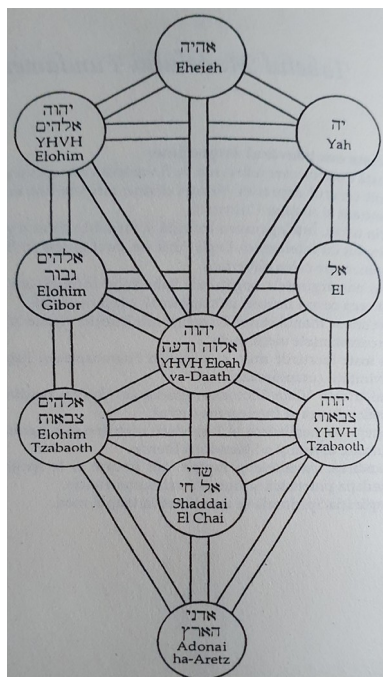 אהיה
Eheieh
יהוה
אלהים
YHVH
Elohim
יה
Yah
אלהים
גבור
Elohim
Gibor
אל
El
יהוה
אלוה ודעת
YHVH Eloah
va-Daath
אלהים
צבאות
Elohim
Tzabaoth
יהוה
צבאות
YHVH
Tzabaoth
שדי
אל חי
Shaddai
El Chai
אדני
הארץ
Adonai
ha-Aretz